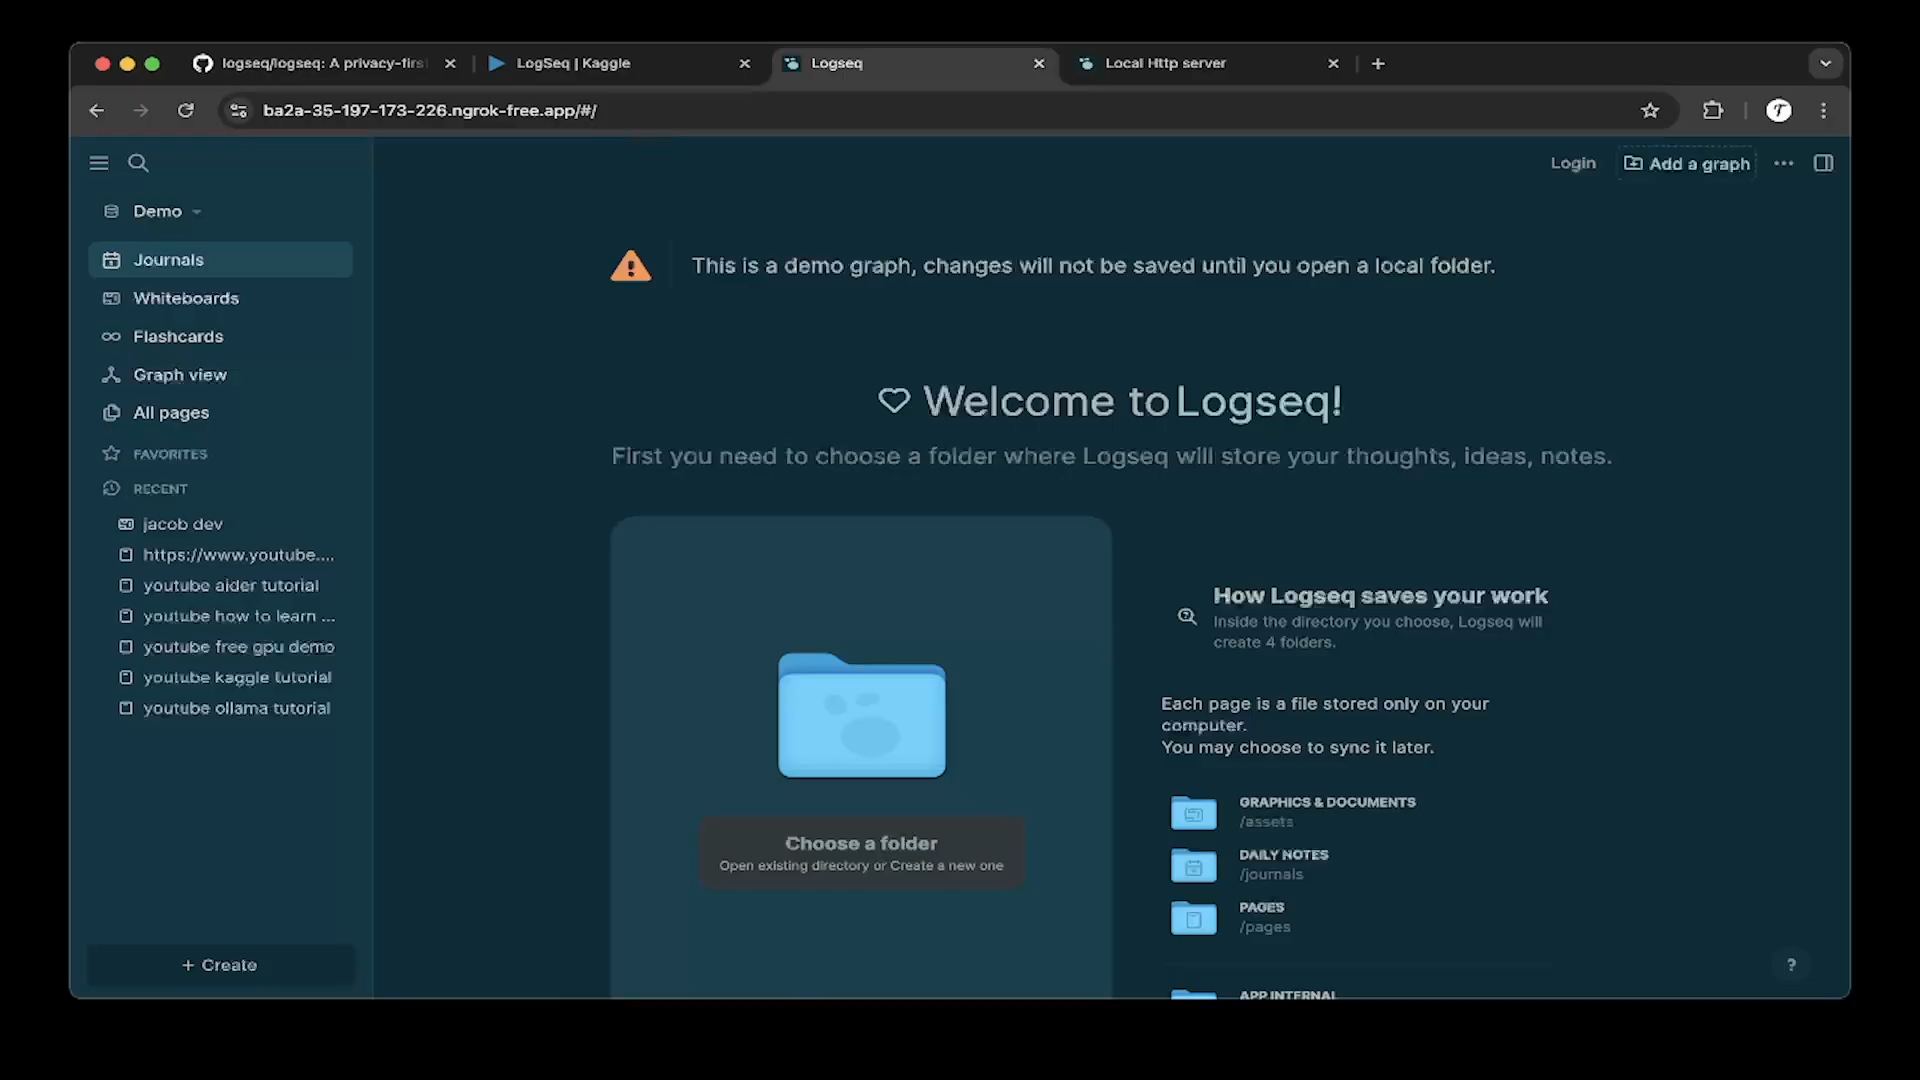 logseq/logseq: A privacy-firs
LogSeq | Kaggle
Logseq
Local Http server
ba2a-35-197-173-226.ngrok-free.app/#/
Login
Add a graph
Demo
Journals
Whiteboards
Flashcards
Graph view
All pages
FAVORITES
RECENT
jacob dev
https://www.youtube....
youtube aider tutorial
youtube how to learn ...
youtube free gpu demo
youtube kaggle tutorial
youtube ollama tutorial
+ Create
This is a demo graph, changes will not be saved until you open a local folder.
Welcome to Logseq!
First you need to choose a folder where Logseq will store your thoughts, ideas, notes.
Choose a folder
Open existing directory or Create a new one
How Logseq saves your work
Inside the directory you choose, Logseq will
create 4 folders.
Each page is a file stored only on your
computer.
You may choose to sync it later.
GRAPHICS & DOCUMENTS
/assets
DAILY NOTES
/journals
PAGES
/pages
APP INTERNAL
?